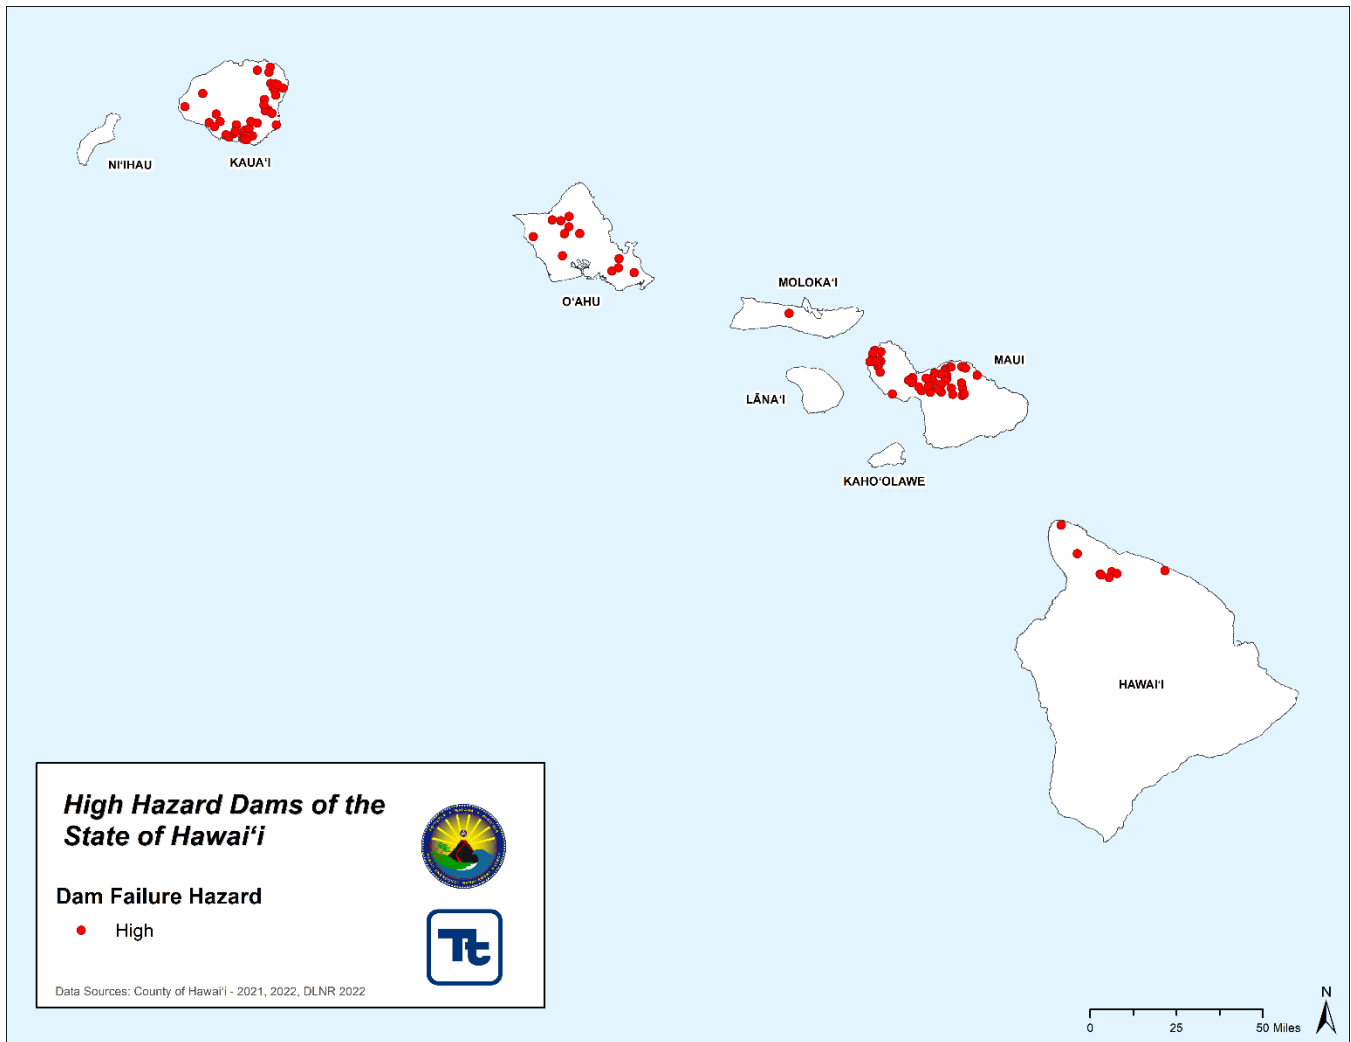 NI‘IHAU
KAUA‘I
O‘AHU
MOLOKA‘I
MAUI
LĀNA‘I
KAHO‘OLAWE
HAWAI‘I
High Hazard Dams of the
State of Hawai‘i
Dam Failure Hazard
High
Tt
Data Sources: County of Hawai‘i - 2021, 2022, DLNR 2022
N
0 25 50 Miles